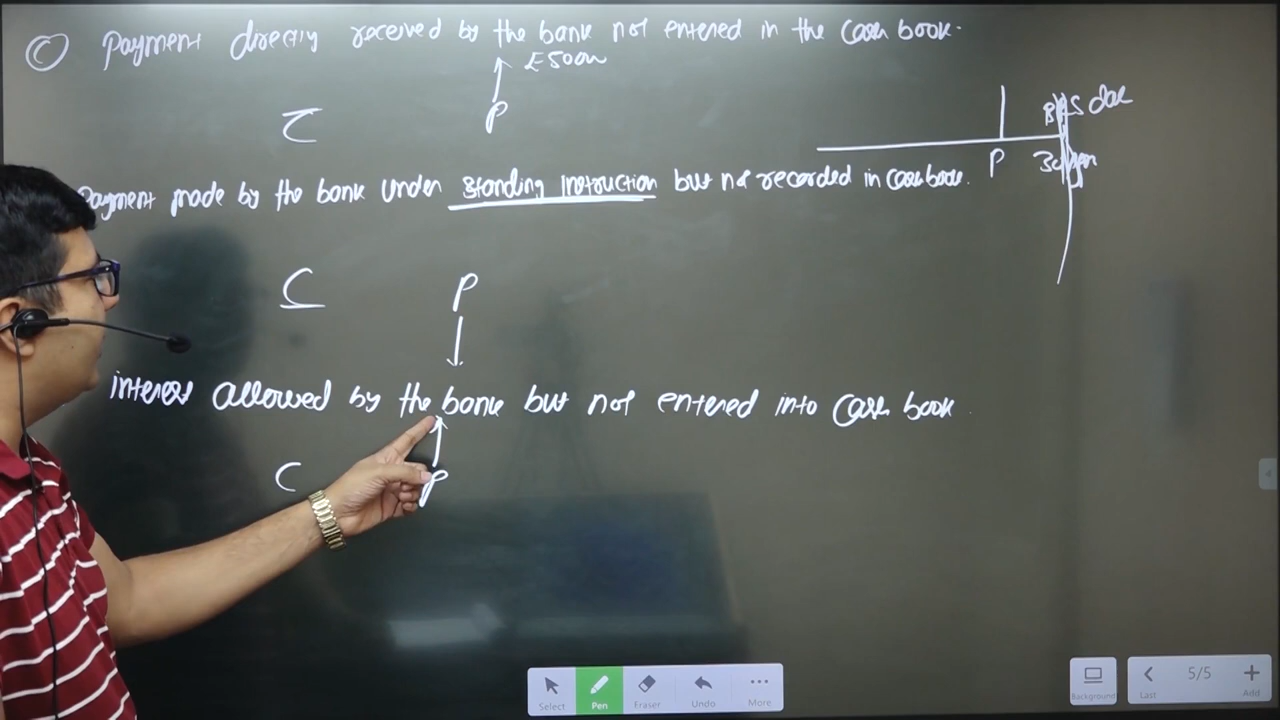 C Payment directly received by the bank not entered in the Cash book.
₤500
C P
P
Payment made by the bank under Standing Instruction but not recorded in Cash book.
C P
interest allowed by the bank but not entered into Cash book.
C P
Select Pen Eraser Undo More
Background
Last 5/5 Add